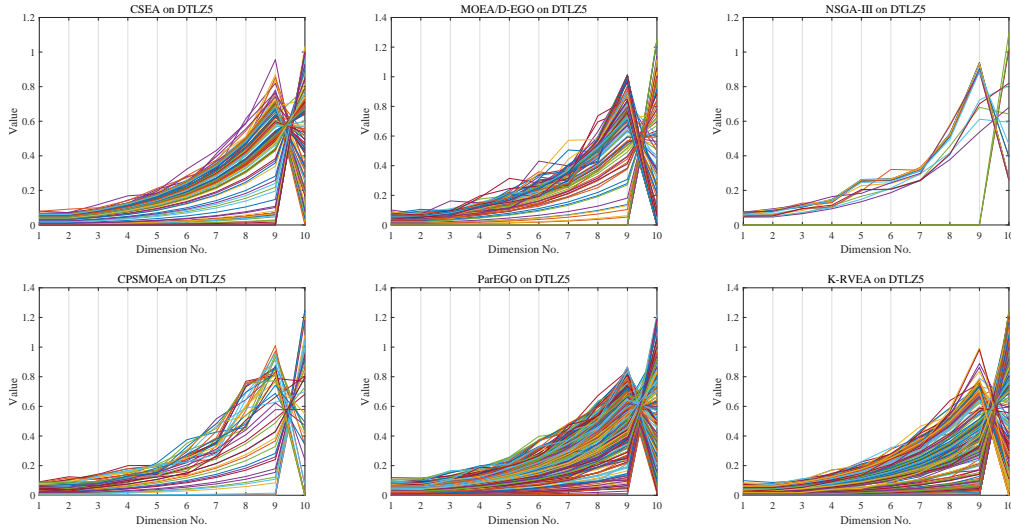 CSEA on DTLZ5
1.2
1
0.8
0.6
0.4
0.2
0
Value
1 2 3 4 5 6 7 8 9 10
Dimension No.
MOEA/D-EGO on DTLZ5
1.4
1.2
1
0.8
0.6
0.4
0.2
0
Value
1 2 3 4 5 6 7 8 9 10
Dimension No.
NSGA-III on DTLZ5
1.2
1
0.8
0.6
0.4
0.2
0
Value
1 2 3 4 5 6 7 8 9 10
Dimension No.
CPSMOEA on DTLZ5
1.4
1.2
1
0.8
0.6
0.4
0.2
0
Value
1 2 3 4 5 6 7 8 9 10
Dimension No.
ParEGO on DTLZ5
1.4
1.2
1
0.8
0.6
0.4
0.2
0
Value
1 2 3 4 5 6 7 8 9 10
Dimension No.
K-RVEA on DTLZ5
1.4
1.2
1
0.8
0.6
0.4
0.2
0
Value
1 2 3 4 5 6 7 8 9 10
Dimension No.